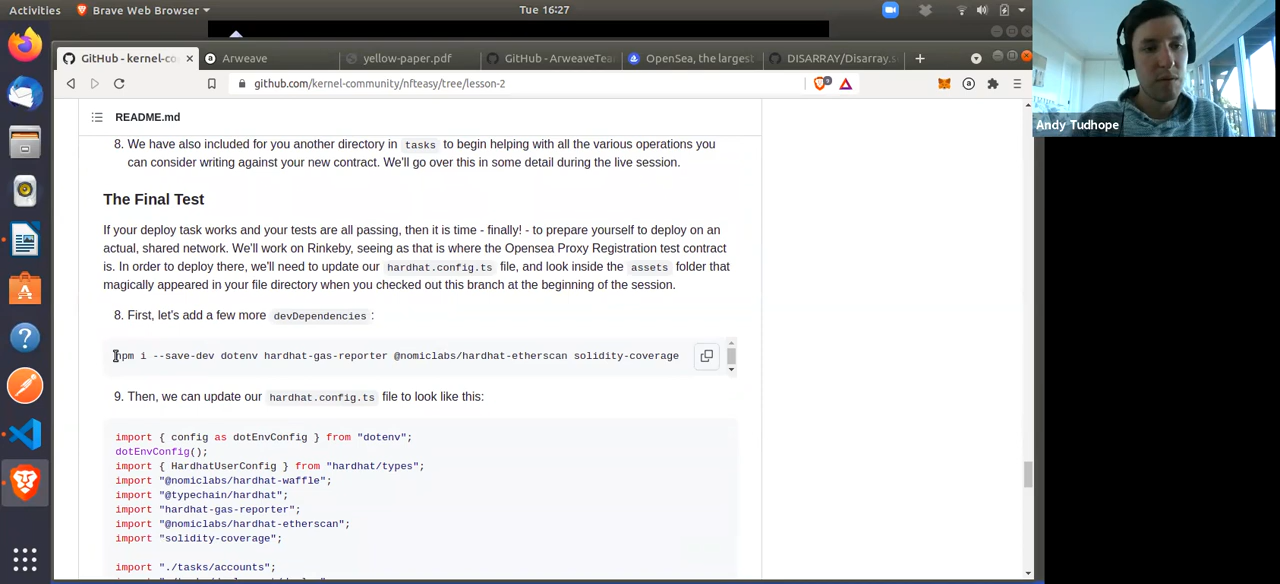 Activities Brave Web Browser Tue 16:27
GitHub - kernel-co Arweave yellow-paper.pdf GitHub - ArweaveTea OpenSea, the largest DISARRAY/Disarray.s
github.com/kernel-community/nfteasy/tree/lesson-2
Andy Tudhope
README.md
8. We have also included for you another directory in tasks to begin helping with all the various operations you
can consider writing against your new contract. We'll go over this in some detail during the live session.
The Final Test
If your deploy task works and your tests are all passing, then it is time - finally! - to prepare yourself to deploy on an
actual, shared network. We'll work on Rinkeby, seeing as that is where the Opensea Proxy Registration test contract
is. In order to deploy there, we'll need to update our hardhat.config.ts file, and look inside the assets folder that
magically appeared in your file directory when you checked out this branch at the beginning of the session.
8. First, let's add a few more devDependencies :
npm i --save-dev dotenv hardhat-gas-reporter @nomiclabs/hardhat-etherscan solidity-coverage
9. Then, we can update our hardhat.config.ts file to look like this:
import { config as dotEnvConfig } from "dotenv";
dotEnvConfig();
import { HardhatUserConfig } from "hardhat/types";
import "@nomiclabs/hardhat-waffle";
import "@typechain/hardhat";
import "hardhat-gas-reporter";
import "@nomiclabs/hardhat-etherscan";
import "solidity-coverage";
import "./tasks/accounts";